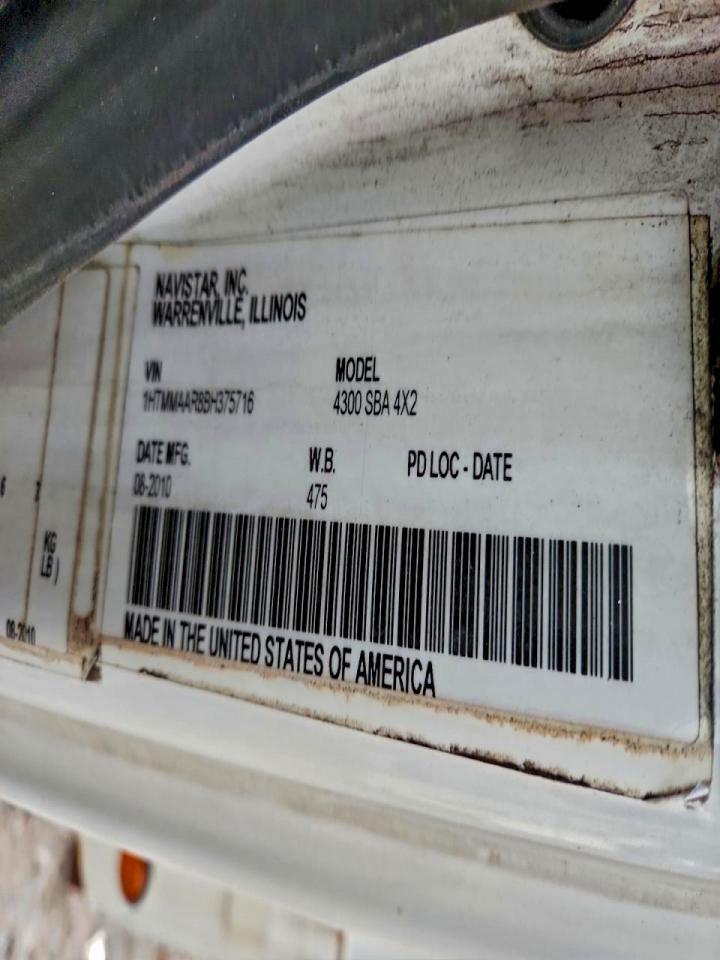 NAVISTAR, INC.
WARRENVILLE, ILLINOIS
VIN MODEL
1HTMMAAR8BH375716 4300 SBA 4X2
DATE MFG. W.B. PD LOC - DATE
08-2010 475
MADE IN THE UNITED STATES OF AMERICA
6
KG
LB )
08-2010